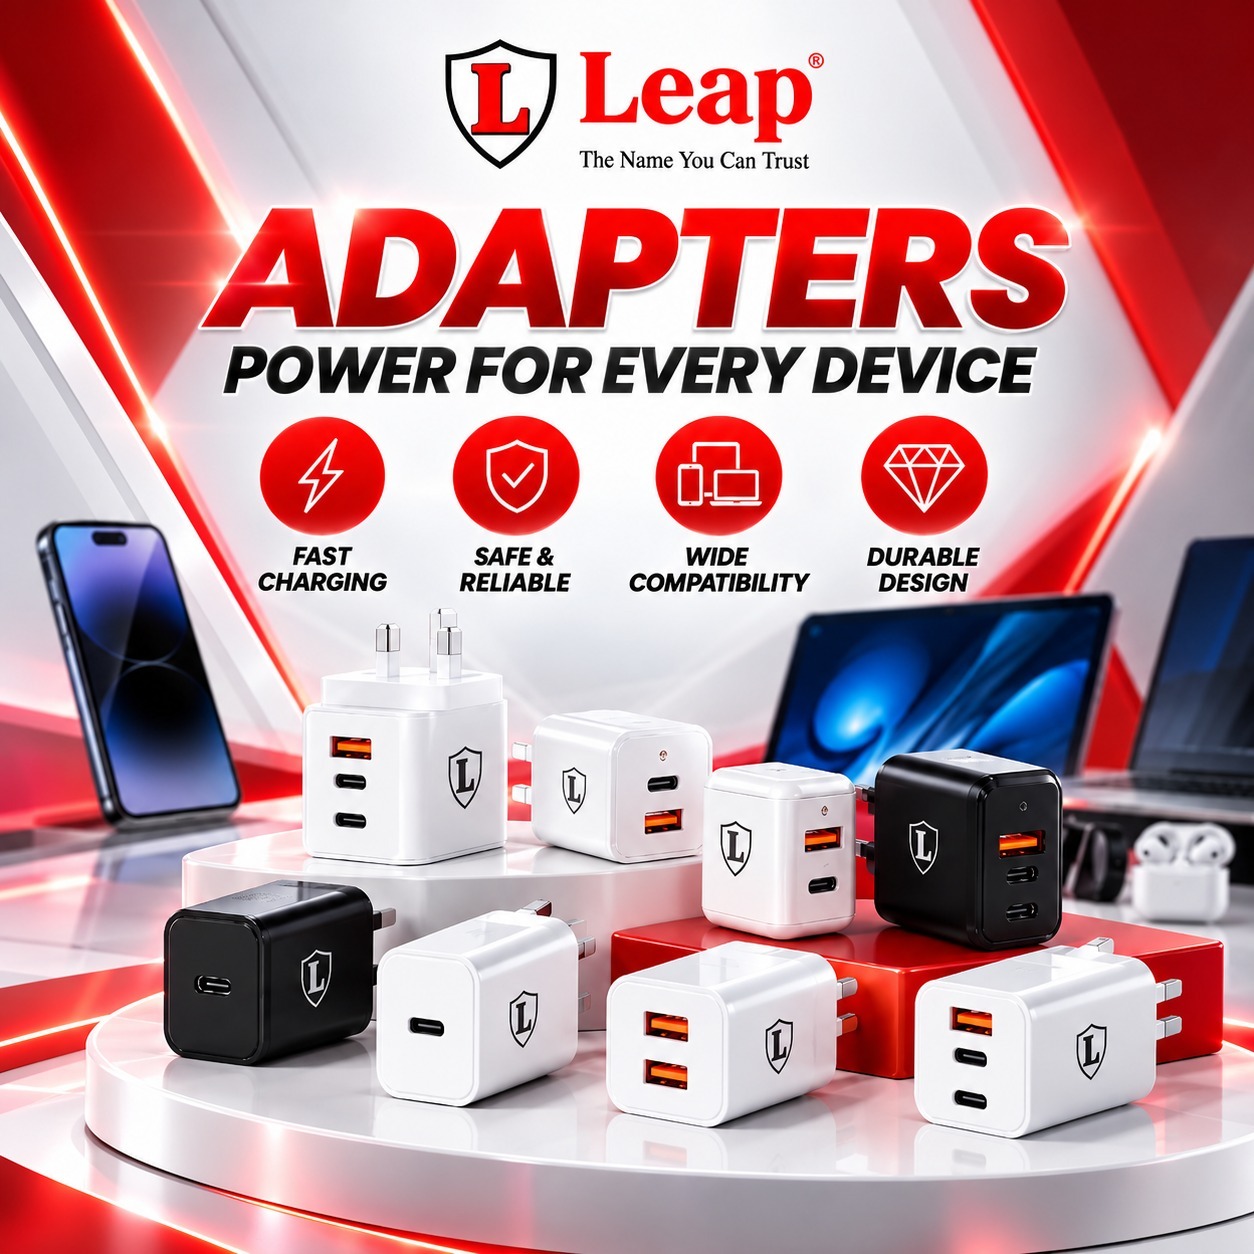 L Leap®
The Name You Can Trust
ADAPTERS
POWER FOR EVERY DEVICE
FAST
CHARGING
SAFE &
RELIABLE
WIDE
COMPATIBILITY
DURABLE
DESIGN
L
L
L
L
L
L
L
L